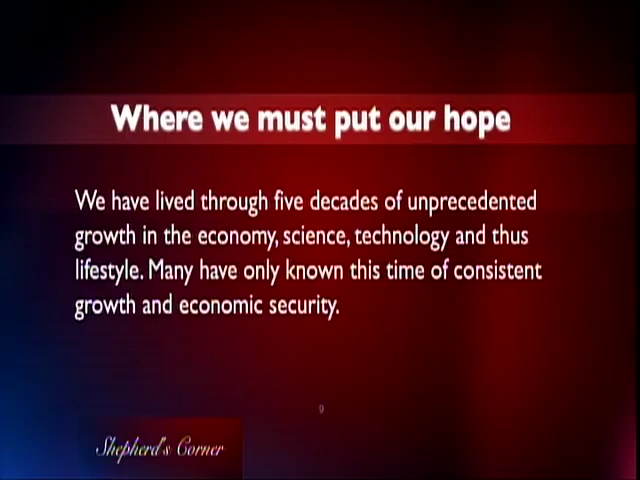 Where we must put our hope
We have lived through five decades of unprecedented
growth in the economy, science, technology and thus
lifestyle. Many have only known this time of consistent
growth and economic security.
9
Shepherd's Corner